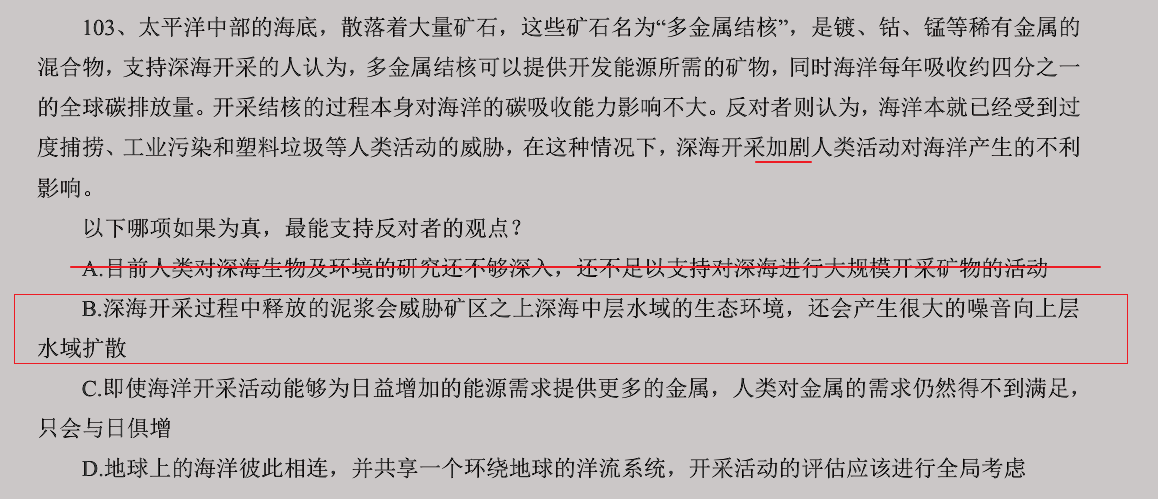 103、太平洋中部的海底，散落着大量矿石，这些矿石名为“多金属结核”，是镀、钴、锰等稀有金属的
混合物，支持深海开采的人认为，多金属结核可以提供开发能源所需的矿物，同时海洋每年吸收约四分之一
的全球碳排放量。开采结核的过程本身对海洋的碳吸收能力影响不大。反对者则认为，海洋本就已经受到过
度捕捞、工业污染和塑料垃圾等人类活动的威胁，在这种情况下，深海开采加剧人类活动对海洋产生的不利
影响。
以下哪项如果为真，最能支持反对者的观点？
A.目前人类对深海生物及环境的研究还不够深入，还不足以支持对深海进行大规模开采矿物的活动
B.深海开采过程中释放的泥浆会威胁矿区之上深海中层水域的生态环境，还会产生很大的噪音向上层
水域扩散
C.即使海洋开采活动能够为日益增加的能源需求提供更多的金属，人类对金属的需求仍然得不到满足，
只会与日俱增
D.地球上的海洋彼此相连，并共享一个环绕地球的洋流系统，开采活动的评估应该进行全局考虑